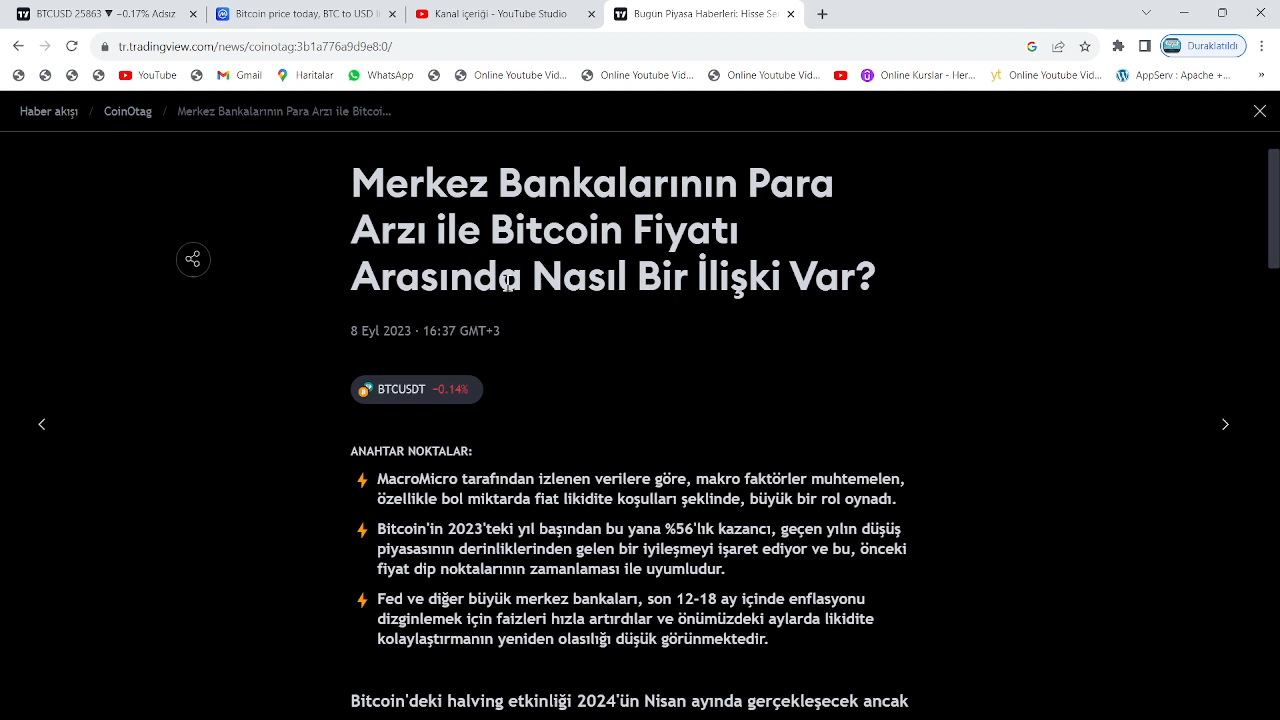 BTCUSD 25863 ▼ −0.17% Adsız
Bitcoin price today, BTC to USD li
Kanal içeriği - YouTube Studio
Bugün Piyasa Haberleri: Hisse Se
tr.tradingview.com/news/coinotag:3b1a776a9d9e8:0/
Duraklatıldı
YouTube
Gmail
Haritalar
WhatsApp
Online Youtube Vid...
Online Youtube Vid...
Online Youtube Vid...
Online Kurslar - Her...
yt Online Youtube Vid...
AppServ : Apache +...
»
Haber akışı / CoinOtag / Merkez Bankalarının Para Arzı ile Bitcoi...
Merkez Bankalarının Para
Arzı ile Bitcoin Fiyatı
Arasında Nasıl Bir İlişki Var?
8 Eyl 2023 · 16:37 GMT+3
BTCUSDT −0.14%
ANAHTAR NOKTALAR:
MacroMicro tarafından izlenen verilere göre, makro faktörler muhtemelen,
özellikle bol miktarda fiat likidite koşulları şeklinde, büyük bir rol oynadı.
Bitcoin'in 2023'teki yıl başından bu yana %56'lık kazancı, geçen yılın düşüş
piyasasının derinliklerinden gelen bir iyileşmeyi işaret ediyor ve bu, önceki
fiyat dip noktalarının zamanlaması ile uyumludur.
Fed ve diğer büyük merkez bankaları, son 12-18 ay içinde enflasyonu
dizginlemek için faizleri hızla artırdılar ve önümüzdeki aylarda likidite
kolaylaştırmanın yeniden olasılığı düşük görünmektedir.
Bitcoin'deki halving etkinliği 2024'ün Nisan ayında gerçekleşecek ancak